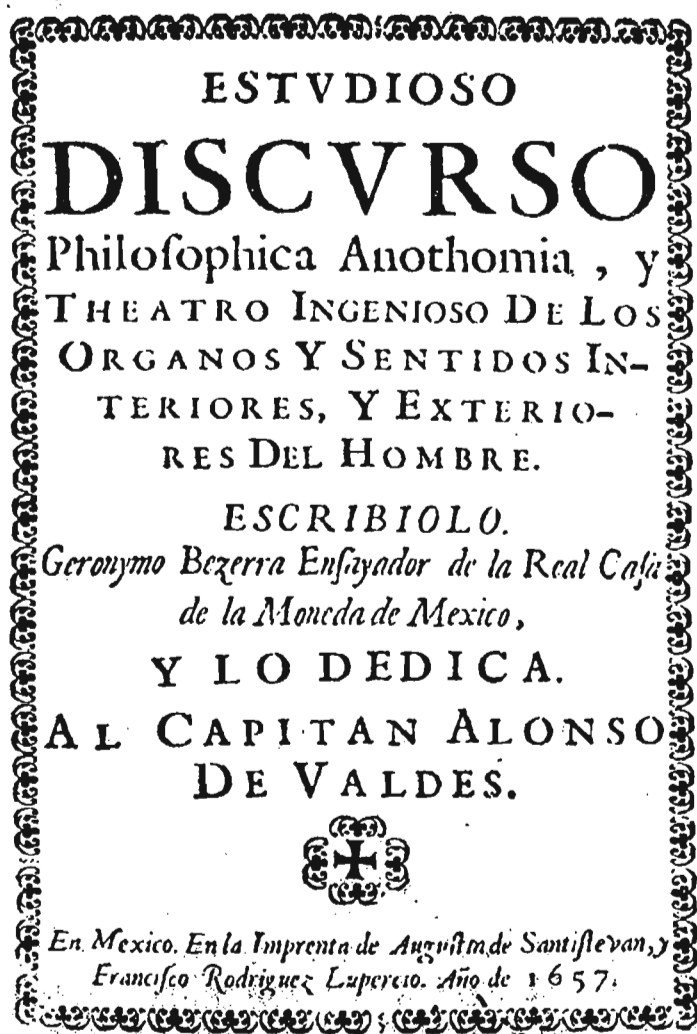 ESTVDIOSO
DISCVRSO
Philoſophica Anothomia, y
THEATRO INGENIOSO DE LOS
ORGANOS Y SENTIDOS IN-
TERIORES, Y EXTERIO-
RES DEL HOMBRE.
ESCRIBIOLO.
Geronymo Bezerra Enſayador de la Real Caſa
de la Moneda de Mexico,
Y LO DEDICA.
AL CAPITAN ALONSO
DE VALDES.
En Mexico. En la Imprenta de Auguſtin de Santiſtevan, y
Franciſco Rodriguez Lupercio. Año de 1657.